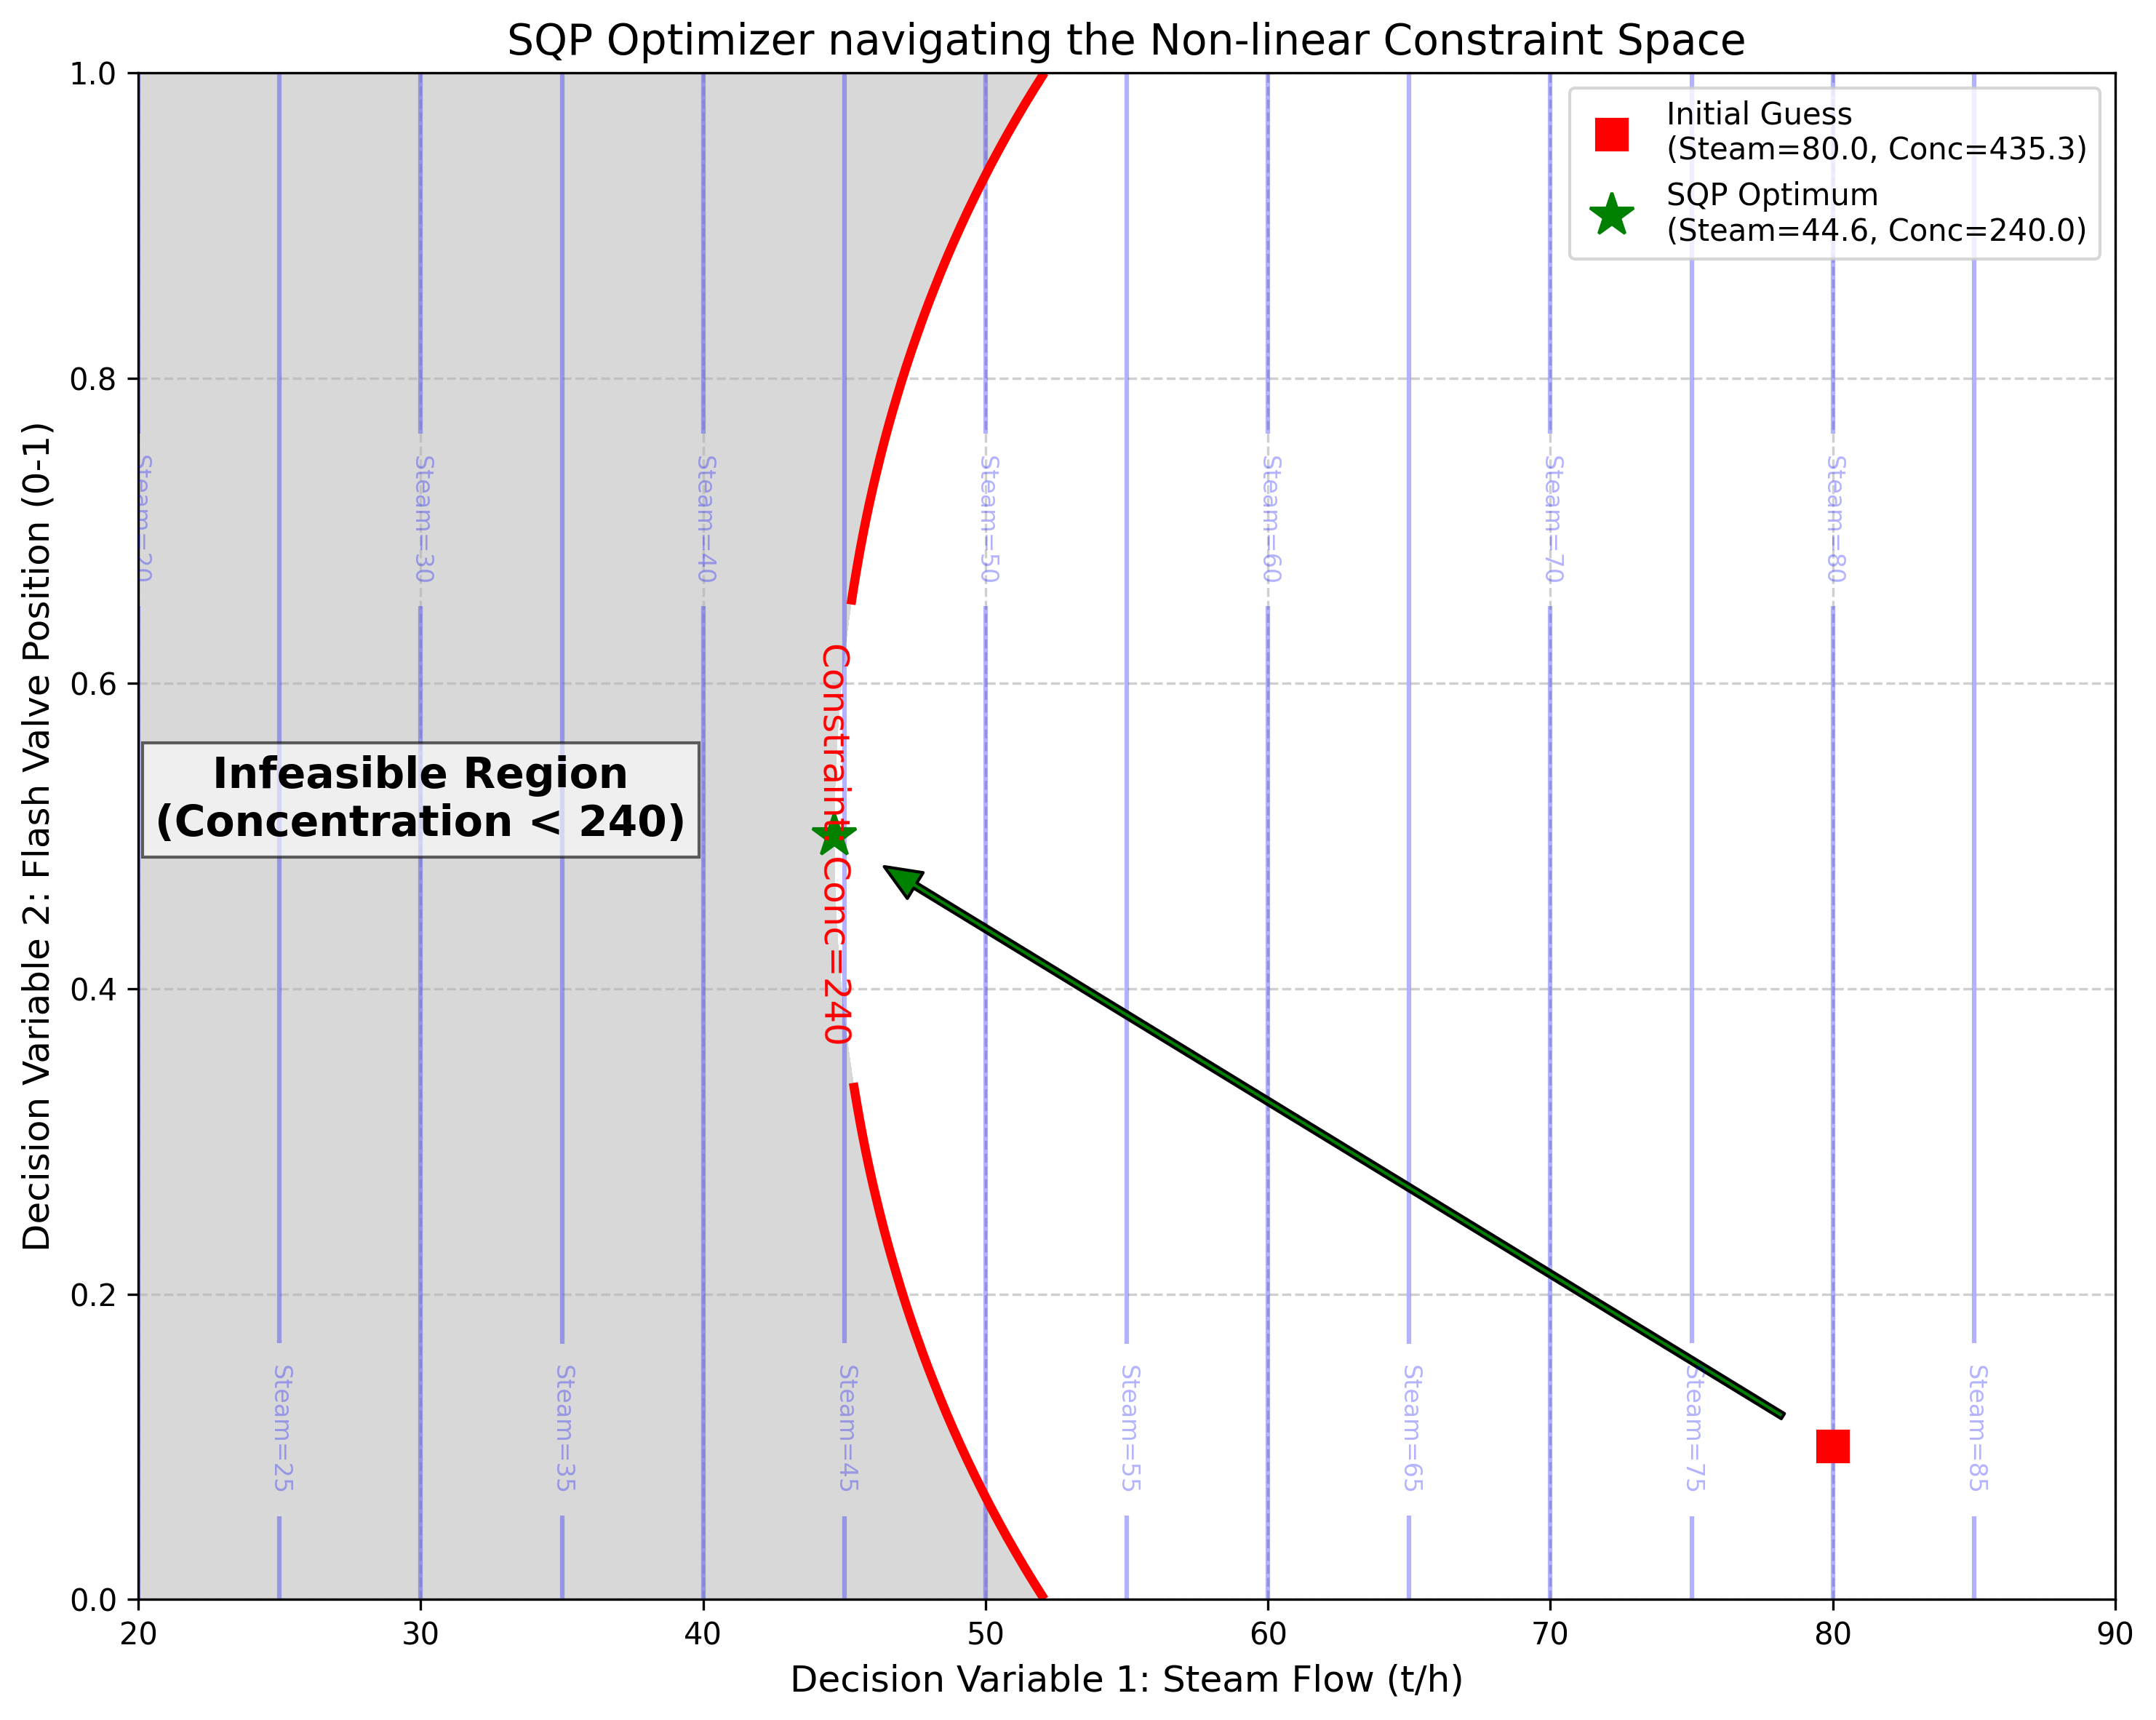 SQP Optimizer navigating the Non-linear Constraint Space
Decision Variable 2: Flash Valve Position (0-1)
1.0
0.8
0.6
0.4
0.2
0.0
Initial Guess
(Steam=80.0, Conc=435.3)
SQP Optimum
(Steam=44.6, Conc=240.0)
Steam=20
Steam=30
Steam=40
Steam=50
Steam=60
Steam=70
Steam=80
Constraint: Conc=240
Infeasible Region
(Concentration < 240)
Steam=25
Steam=35
Steam=45
Steam=55
Steam=65
Steam=75
Steam=85
20
30
40
50
60
70
80
90
Decision Variable 1: Steam Flow (t/h)